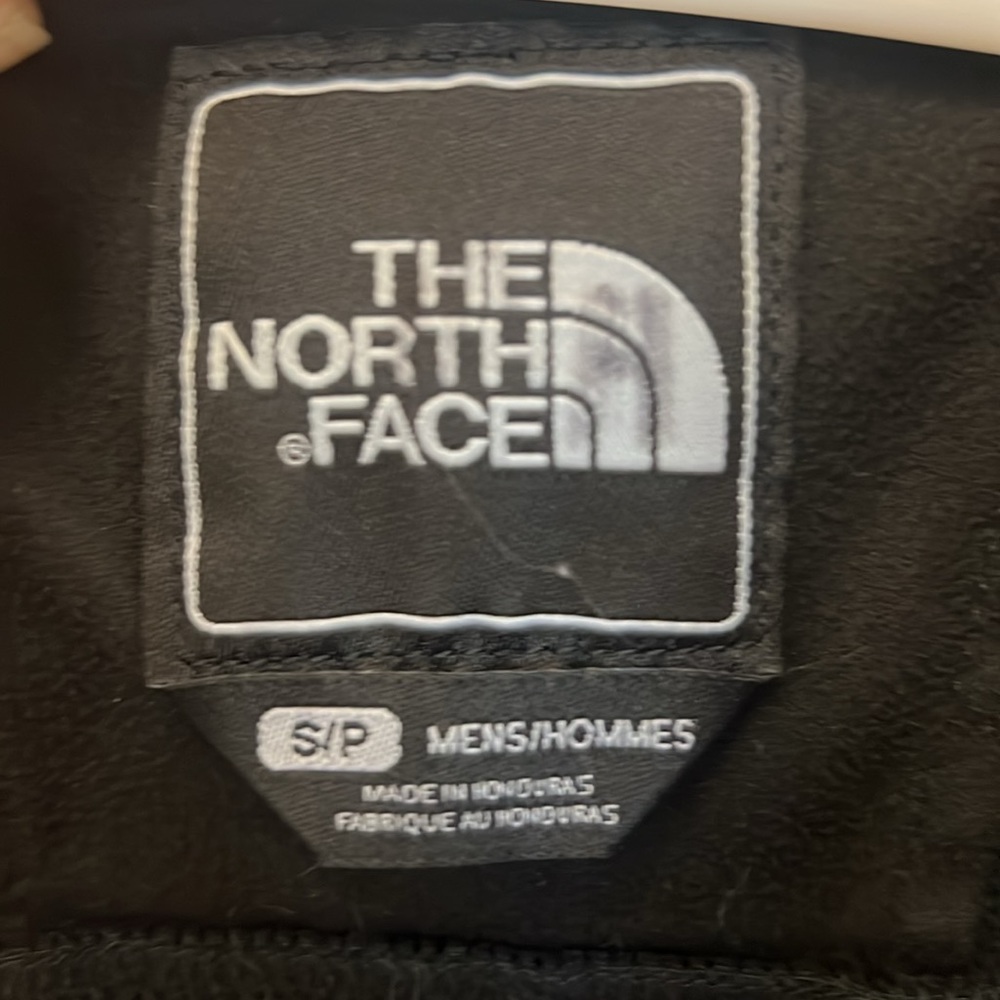 THE
NORTH
®FACE
S/P MENS/HOMMES
MADE IN HONDURAS
FABRIQUE AU HONDURAS